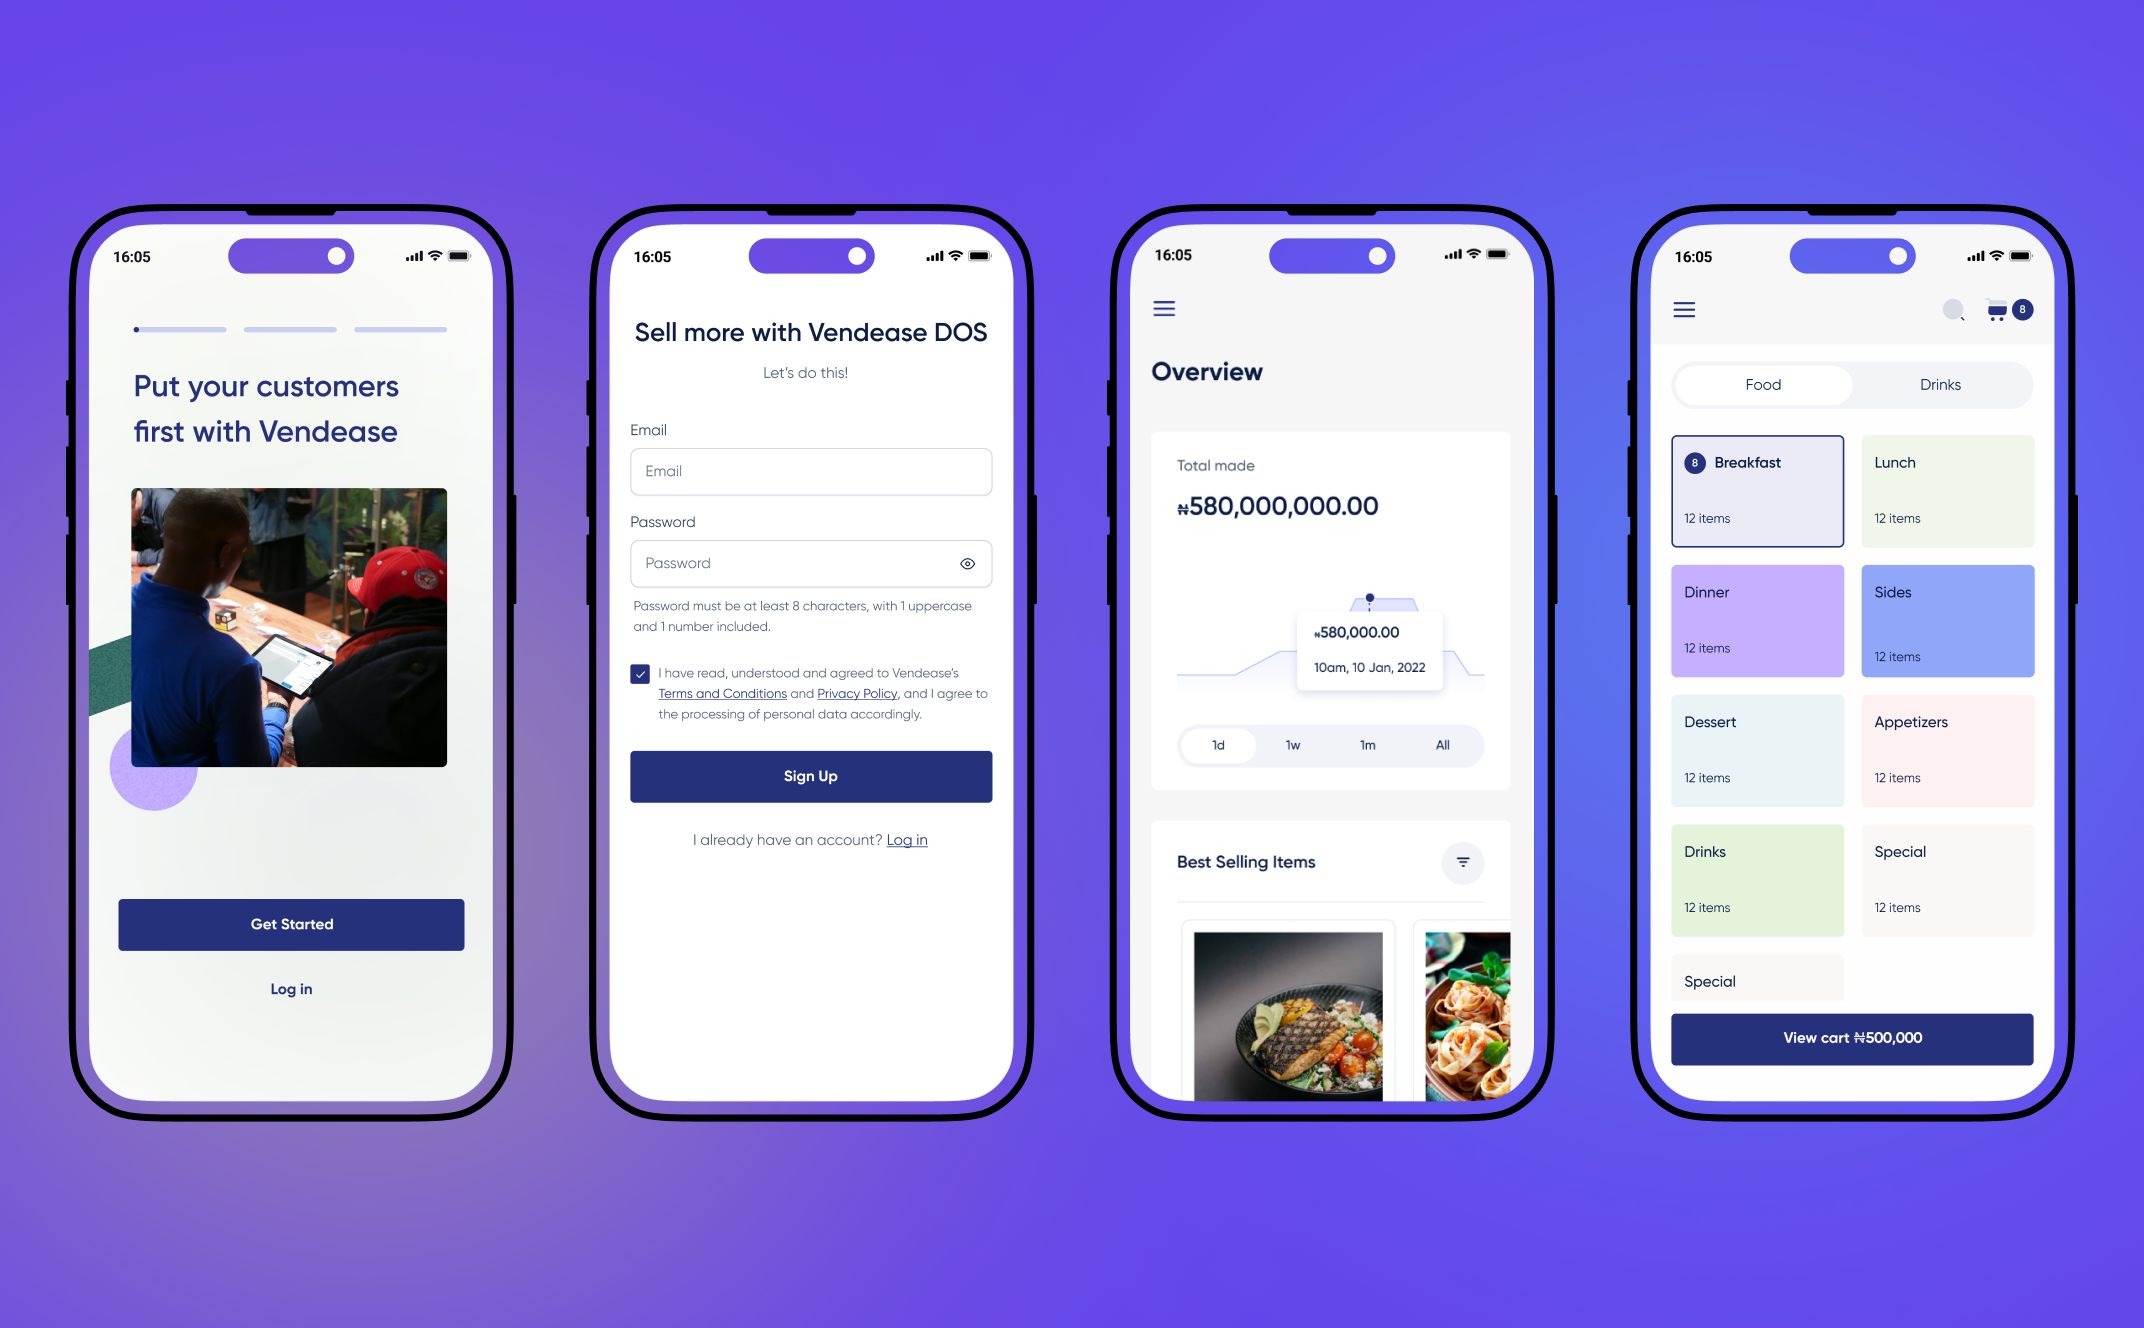 16:05
Put your customers
first with Vendease
Get Started
Log in
16:05
Sell more with Vendease DOS
Let's do this!
Email
Email
Password
Password
Password must be at least 8 characters, with 1 uppercase
and 1 number included.
I have read, understood and agreed to Vendease's
Terms and Conditions and Privacy Policy, and I agree to
the processing of personal data accordingly.
Sign Up
I already have an account? Log in
16:05
Overview
Total made
₦580,000,000.00
₦580,000.00
10am, 10 Jan, 2022
1d 1w 1m All
Best Selling Items
16:05
8
Food Drinks
8 Breakfast Lunch
12 items 12 items
Dinner Sides
12 items 12 items
Dessert Appetizers
12 items 12 items
Drinks Special
12 items 12 items
Special
View cart ₦500,000